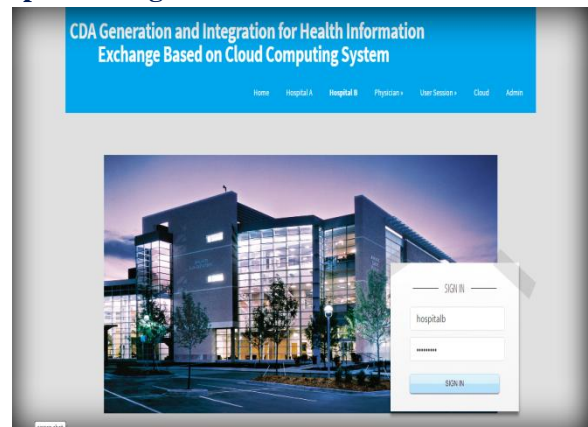 CDA Generation and Integration for Health Information
Exchange Based on Cloud Computing System
Home Hospital A Hospital B Physician User Session Cloud Admin
SIGN IN
hospitalb
•••••••••
SIGN IN